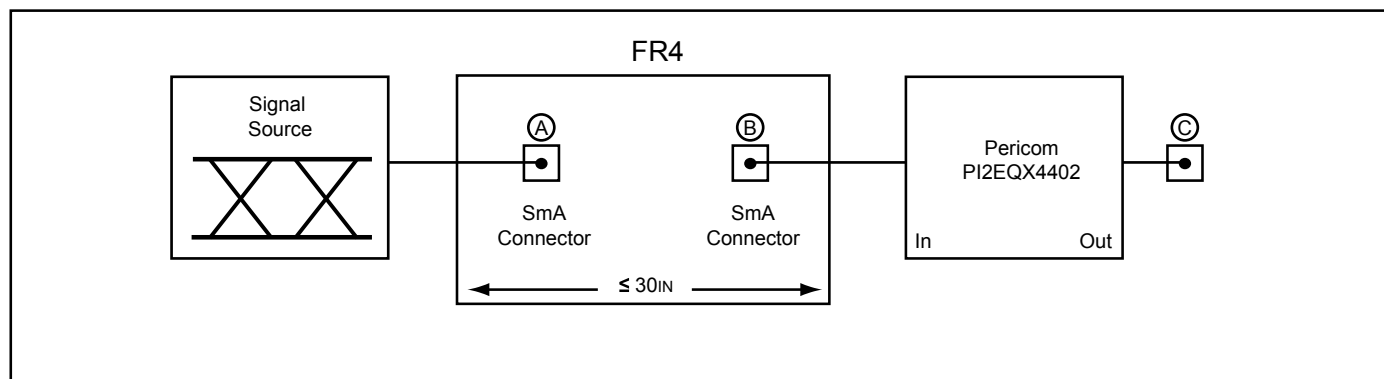 FR4
Signal
Source
A
B
C
Pericom
PI2EQX4402
SmA
Connector
SmA
Connector
In
Out
≤ 30IN